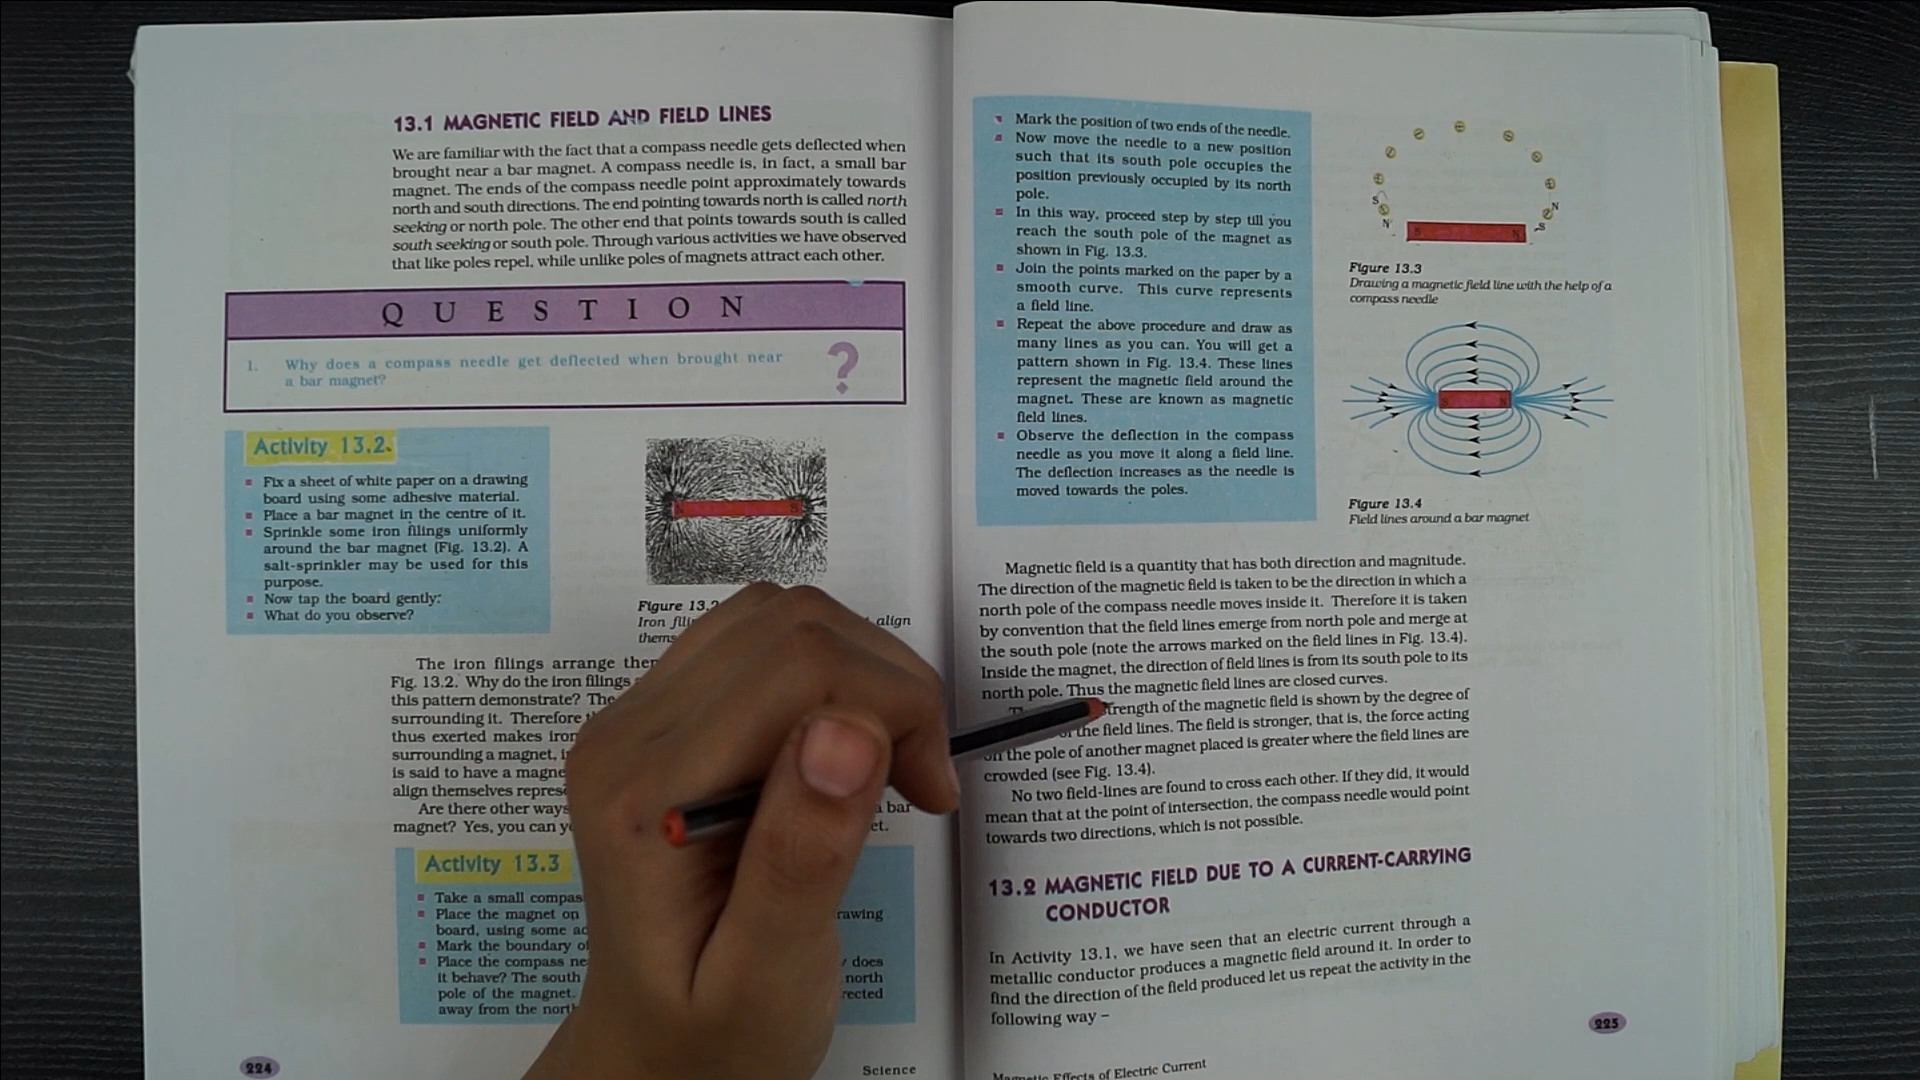 13.1 MAGNETIC FIELD AND FIELD LINES
We are familiar with the fact that a compass needle gets deflected when
brought near a bar magnet. A compass needle is, in fact, a small bar
magnet. The ends of the compass needle point approximately towards
north and south directions. The end pointing towards north is called north
seeking or north pole. The other end that points towards south is called
south seeking or south pole. Through various activities we have observed
that like poles repel, while unlike poles of magnets attract each other.
QUESTION
1. Why does a compass needle get deflected when brought near
a bar magnet?
?
Activity 13.2
▪ Fix a sheet of white paper on a drawing
board using some adhesive material.
▪ Place a bar magnet in the centre of it.
▪ Sprinkle some iron filings uniformly
around the bar magnet (Fig. 13.2). A
salt-sprinkler may be used for this
purpose.
▪ Now tap the board gently.
▪ What do you observe?
N S
Figure 13.2
Iron align
The iron filings arrange
Fig. 13.2. Why do the iron filings
this pattern demonstrate? The
surrounding it. Therefore
thus exerted makes iron
surrounding a magnet,
is said to have a
align themselves
Are there other ways a bar
magnet? Yes, you can
Activity 13.3
▪ Take a small
▪ Place the magnet on
board, using some
▪ Mark the boundary of
▪ Place the compass does
it behave? The south north
pole of the magnet.
away from the
224
Science
▪ Mark the position of two ends of the needle.
▪ Now move the needle to a new position
such that its south pole occupies the
position previously occupied by its north
pole.
▪ In this way, proceed step by step till you
reach the south pole of the magnet as
shown in Fig. 13.3.
▪ Join the points marked on the paper by a
smooth curve. This curve represents
a field line.
▪ Repeat the above procedure and draw as
many lines as you can. You will get a
pattern shown in Fig. 13.4. These lines
represent the magnetic field around the
magnet. These are known as magnetic
field lines.
▪ Observe the deflection in the compass
needle as you move it along a field line.
The deflection increases as the needle is
moved towards the poles.
S N
N S
S N
Figure 13.3
Drawing a magnetic field line with the help of a
compass needle
S N
Figure 13.4
Field lines around a bar magnet
Magnetic field is a quantity that has both direction and magnitude.
The direction of the magnetic field is taken to be the direction in which a
north pole of the compass needle moves inside it. Therefore it is taken
by convention that the field lines emerge from north pole and merge at
the south pole (note the arrows marked on the field lines in Fig. 13.4).
Inside the magnet, the direction of field lines is from its south pole to its
north pole. Thus the magnetic field lines are closed curves.
strength of the magnetic field is shown by the degree of
of the field lines. The field is stronger, that is, the force acting
on the pole of another magnet placed is greater where the field lines are
crowded (see Fig. 13.4).
No two field-lines are found to cross each other. If they did, it would
mean that at the point of intersection, the compass needle would point
towards two directions, which is not possible.
13.2 MAGNETIC FIELD DUE TO A CURRENT-CARRYING
CONDUCTOR
In Activity 13.1, we have seen that an electric current through a
metallic conductor produces a magnetic field around it. In order to
find the direction of the field produced let us repeat the activity in the
following way –
Magnetic Effects of Electric Current
225